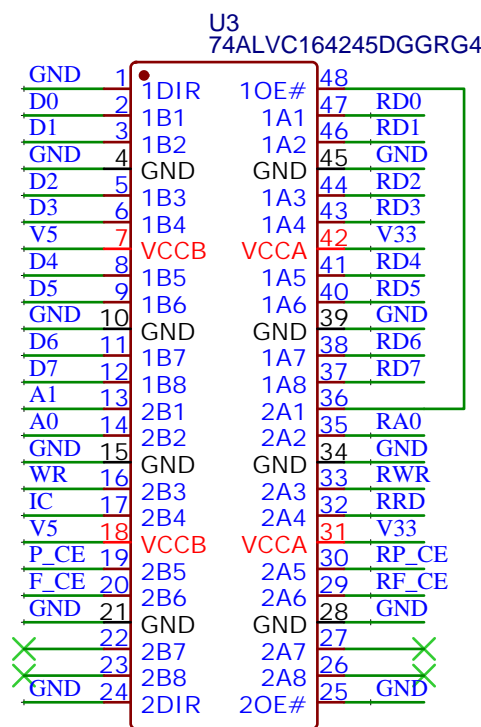 U3
74ALVC164245DGGRG4
GND 1 1DIR 1OE# 48
D0 2 1B1 1A1 47 RD0
D1 3 1B2 1A2 46 RD1
GND 4 GND GND 45 GND
D2 5 1B3 1A3 44 RD2
D3 6 1B4 1A4 43 RD3
V5 7 VCCB VCCA 42 V33
D4 8 1B5 1A5 41 RD4
D5 9 1B6 1A6 40 RD5
GND 10 GND GND 39 GND
D6 11 1B7 1A7 38 RD6
D7 12 1B8 1A8 37 RD7
A1 13 2B1 2A1 36
A0 14 2B2 2A2 35 RA0
GND 15 GND GND 34 GND
WR 16 2B3 2A3 33 RWR
IC 17 2B4 2A4 32 RRD
V5 18 VCCB VCCA 31 V33
P_CE 19 2B5 2A5 30 RP_CE
F_CE 20 2B6 2A6 29 RF_CE
GND 21 GND GND 28 GND
22 2B7 2A7 27
23 2B8 2A8 26
GND 24 2DIR 2OE# 25 GND